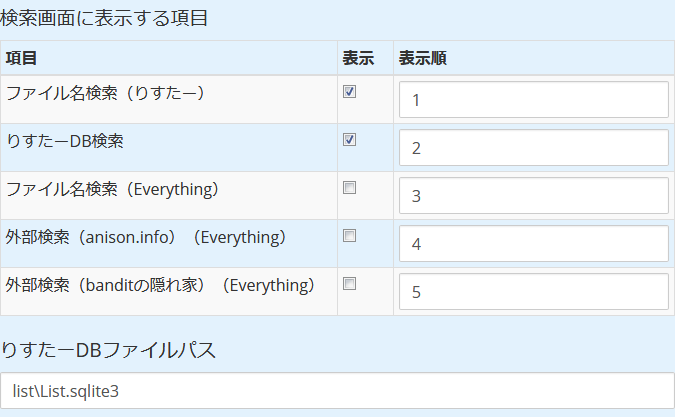 検索画面に表示する項目
項目 表示 表示順
ファイル名検索（りすたー） 1
りすたーDB検索 2
ファイル名検索（Everything） 3
外部検索（anison.info）（Everything） 4
外部検索（banditの隠れ家）（Everything） 5
りすたーDBファイルパス
list\List.sqlite3